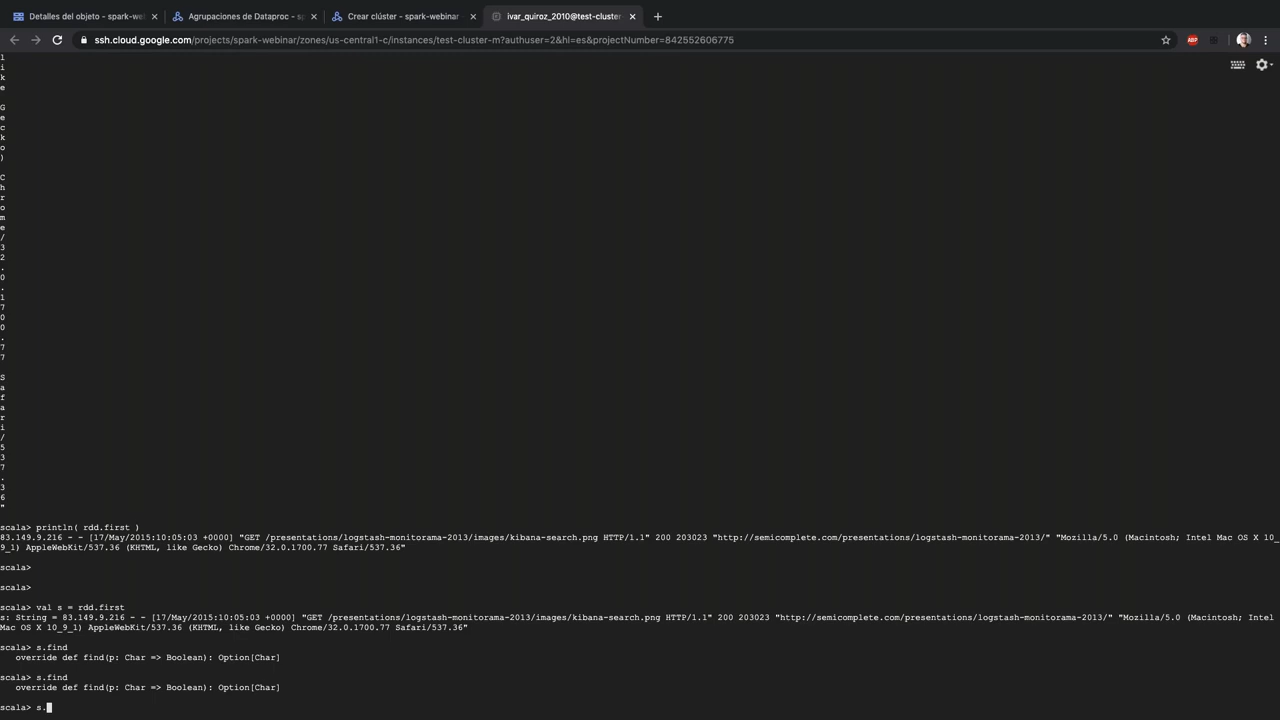 Detalles del objeto - spark-we
Agrupaciones de Dataproc - s
Crear clúster - spark-webinar
ivar_quiroz_2010@test-cluster
ssh.cloud.google.com/projects/spark-webinar/zones/us-central1-c/instances/test-cluster-m?authuser=2&hl=es&projectNumber=842552606775
ABP
l
i
k
e
G
e
c
k
o
)
C
h
r
o
m
e
/
3
2
.
0
.
1
7
0
0
.
7
7
S
a
f
a
r
i
/
5
3
7
.
3
6
"
scala> println( rdd.first )
83.149.9.216 - - [17/May/2015:10:05:03 +0000] "GET /presentations/logstash-monitorama-2013/images/kibana-search.png HTTP/1.1" 200 203023 "http://semicomplete.com/presentations/logstash-monitorama-2013/" "Mozilla/5.0 (Macintosh; Intel Mac OS X 10_
9_1) AppleWebKit/537.36 (KHTML, like Gecko) Chrome/32.0.1700.77 Safari/537.36"
scala>
scala>
scala> val s = rdd.first
s: String = 83.149.9.216 - - [17/May/2015:10:05:03 +0000] "GET /presentations/logstash-monitorama-2013/images/kibana-search.png HTTP/1.1" 200 203023 "http://semicomplete.com/presentations/logstash-monitorama-2013/" "Mozilla/5.0 (Macintosh; Intel
Mac OS X 10_9_1) AppleWebKit/537.36 (KHTML, like Gecko) Chrome/32.0.1700.77 Safari/537.36"
scala> s.find
override def find(p: Char => Boolean): Option[Char]
scala> s.find
override def find(p: Char => Boolean): Option[Char]
scala> s.